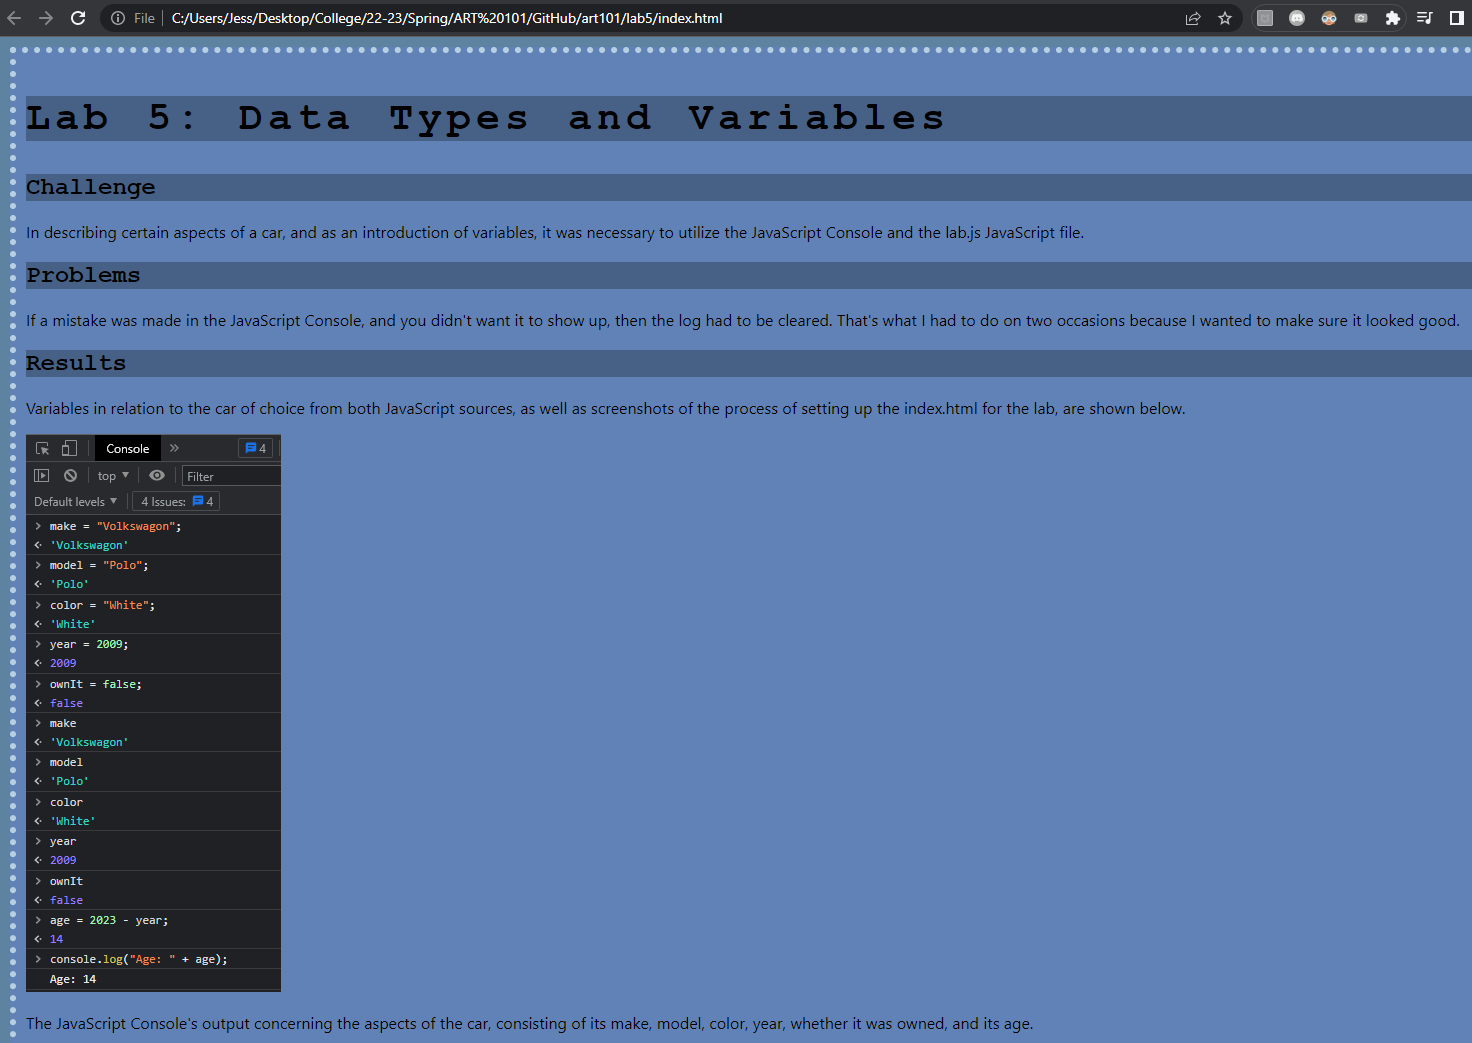 File | C:/Users/Jess/Desktop/College/22-23/Spring/ART%20101/GitHub/art101/lab5/index.html
Lab 5: Data Types and Variables
Challenge
In describing certain aspects of a car, and as an introduction of variables, it was necessary to utilize the JavaScript Console and the lab.js JavaScript file.
Problems
If a mistake was made in the JavaScript Console, and you didn't want it to show up, then the log had to be cleared. That's what I had to do on two occasions because I wanted to make sure it looked good.
Results
Variables in relation to the car of choice from both JavaScript sources, as well as screenshots of the process of setting up the index.html for the lab, are shown below.
Console » 4
top ▼ Filter
Default levels ▼ 4 Issues: 4
> make = "Volkswagon";
<· 'Volkswagon'
> model = "Polo";
<· 'Polo'
> color = "White";
<· 'White'
> year = 2009;
<· 2009
> ownIt = false;
<· false
> make
<· 'Volkswagon'
> model
<· 'Polo'
> color
<· 'White'
> year
<· 2009
> ownIt
<· false
> age = 2023 - year;
<· 14
> console.log("Age: " + age);
Age: 14
The JavaScript Console's output concerning the aspects of the car, consisting of its make, model, color, year, whether it was owned, and its age.